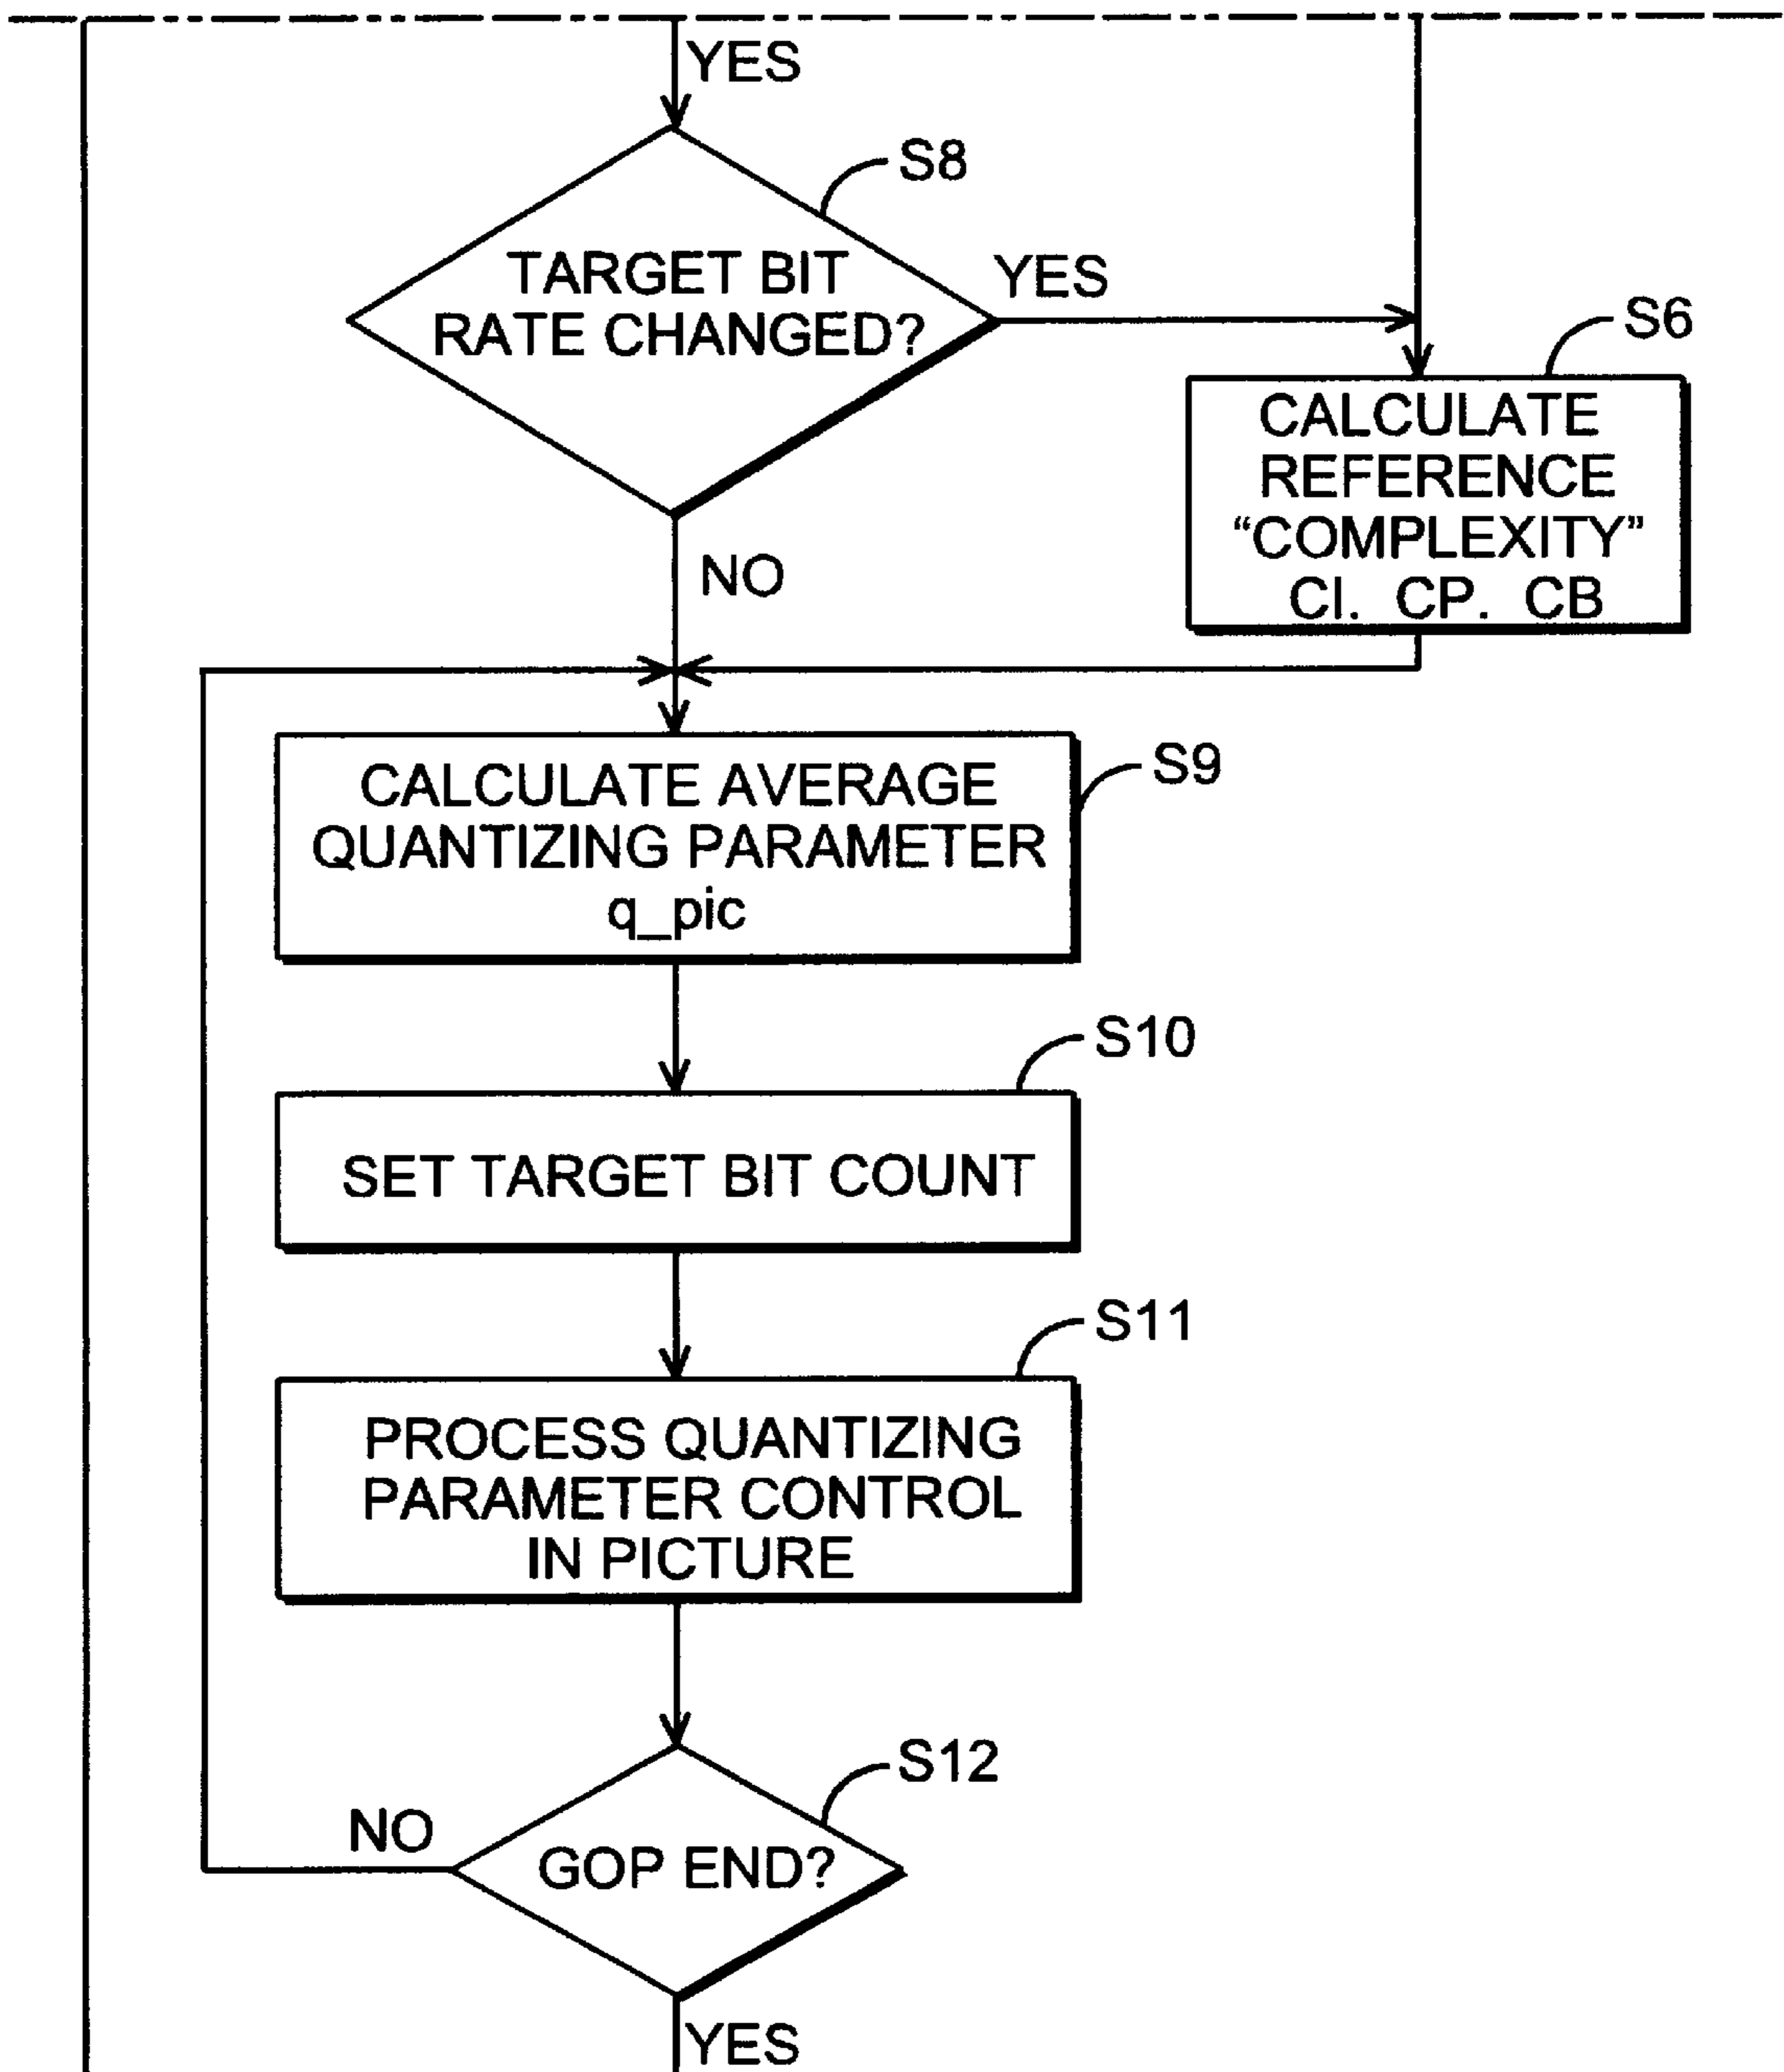 YES
S8
TARGET BIT
RATE CHANGED?
YES
S6
CALCULATE
REFERENCE
“COMPLEXITY”
CI. CP. CB
NO
S9
CALCULATE AVERAGE
QUANTIZING PARAMETER
q_pic
S10
SET TARGET BIT COUNT
S11
PROCESS QUANTIZING
PARAMETER CONTROL
IN PICTURE
S12
NO
GOP END?
YES